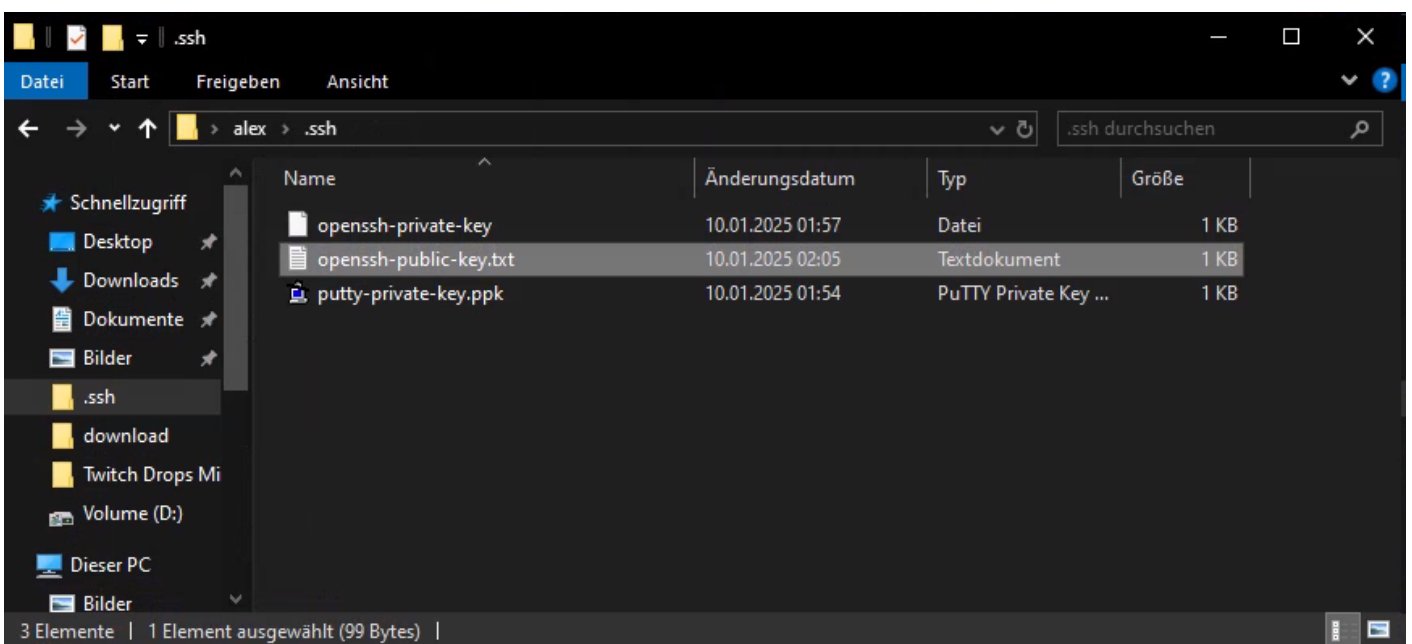 .ssh
Datei Start Freigeben Ansicht
alex .ssh .ssh durchsuchen
Name Änderungsdatum Typ Größe
Schnellzugriff
Desktop
Downloads
Dokumente
Bilder
.ssh
download
Twitch Drops Mi
Volume (D:)
Dieser PC
Bilder
openssh-private-key 10.01.2025 01:57 Datei 1 KB
openssh-public-key.txt 10.01.2025 02:05 Textdokument 1 KB
putty-private-key.ppk 10.01.2025 01:54 PuTTY Private Key ... 1 KB
3 Elemente 1 Element ausgewählt (99 Bytes)